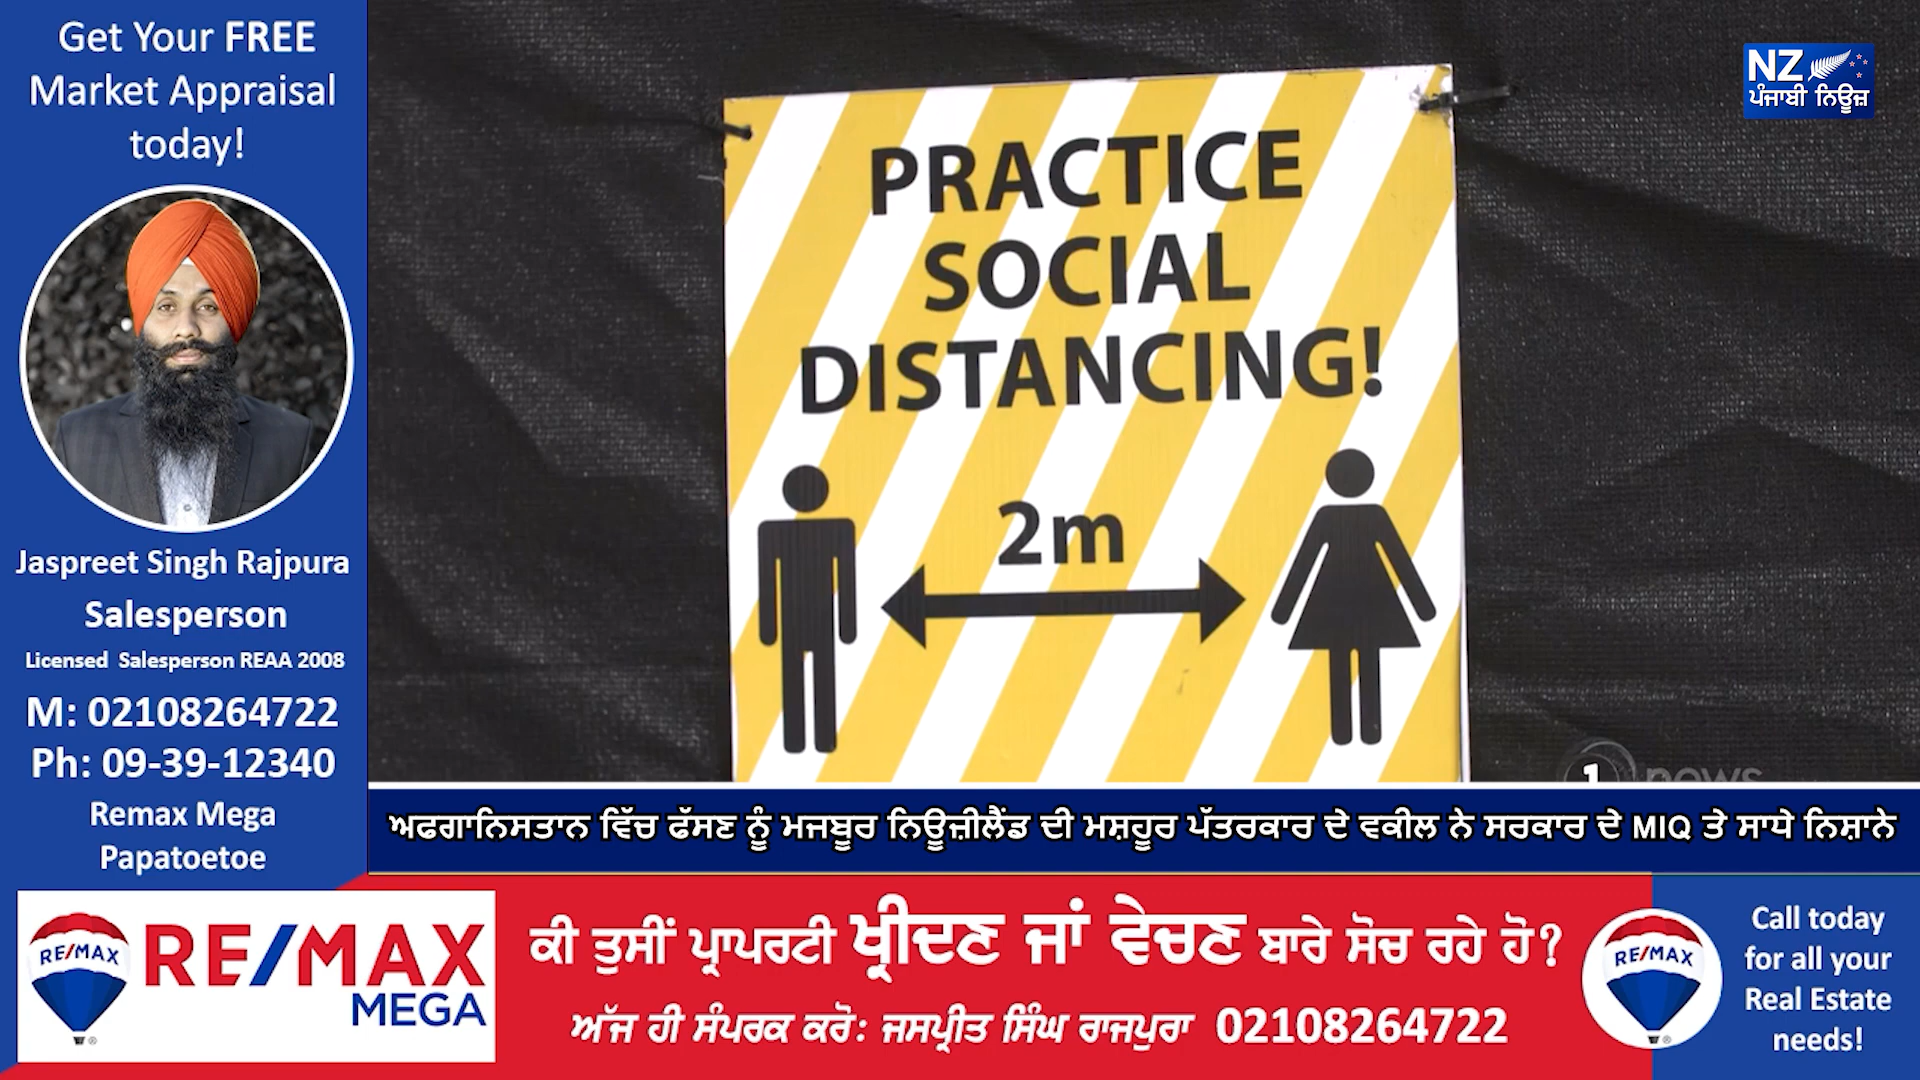 Get Your FREE
Market Appraisal
today!
Jaspreet Singh Rajpura
Salesperson
Licensed Salesperson REAA 2008
M: 02108264722
Ph: 09-39-12340
Remax Mega
Papatoetoe
NZ
ਪੰਜਾਬੀ ਨਿਊਜ਼
PRACTICE
SOCIAL
DISTANCING!
2m
1 news
ਅਫਗਾਨਿਸਤਾਨ ਵਿੱਚ ਫੱਸਣ ਨੂੰ ਮਜਬੂਰ ਨਿਊਜ਼ੀਲੈਂਡ ਦੀ ਮਸ਼ਹੂਰ ਪੱਤਰਕਾਰ ਦੇ ਵਕੀਲ ਨੇ ਸਰਕਾਰ ਦੇ MIQ ਤੇ ਸਾਧੇ ਨਿਸ਼ਾਨੇ
RE/MAX
RE/MAX
MEGA
ਕੀ ਤੁਸੀਂ ਪ੍ਰਾਪਰਟੀ ਖ੍ਰੀਦਣ ਜਾਂ ਵੇਚਣ ਬਾਰੇ ਸੋਚ ਰਹੇ ਹੋ?
ਅੱਜ ਹੀ ਸੰਪਰਕ ਕਰੋ: ਜਸਪ੍ਰੀਤ ਸਿੰਘ ਰਾਜਪੁਰਾ 02108264722
RE/MAX
Call today
for all your
Real Estate
needs!